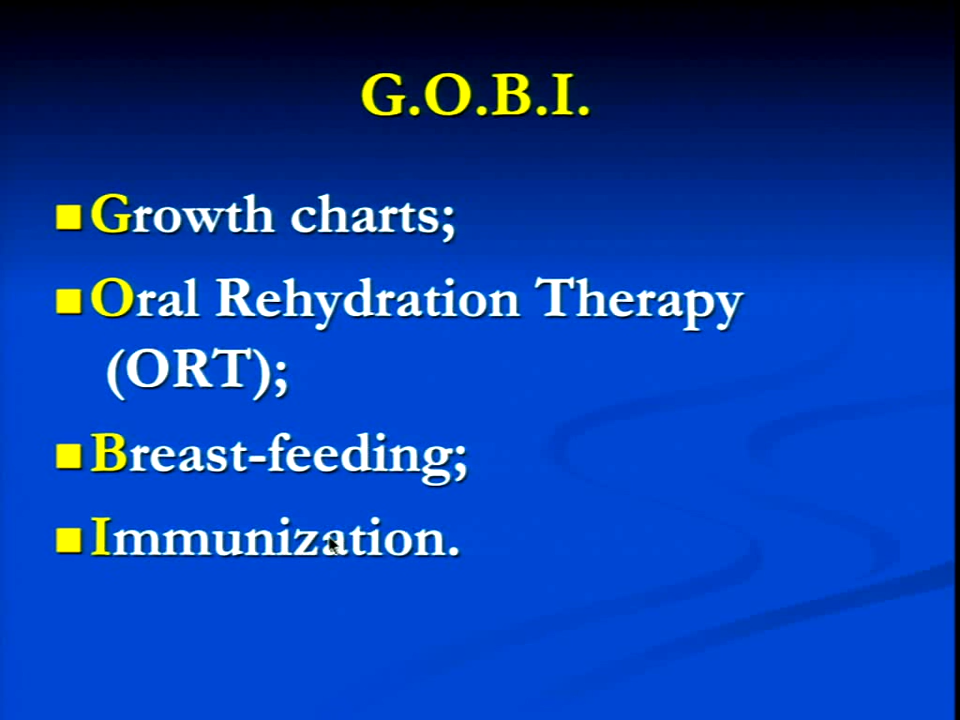 G.O.B.I.
Growth charts;
Oral Rehydration Therapy
(ORT);
Breast-feeding;
Immunization.